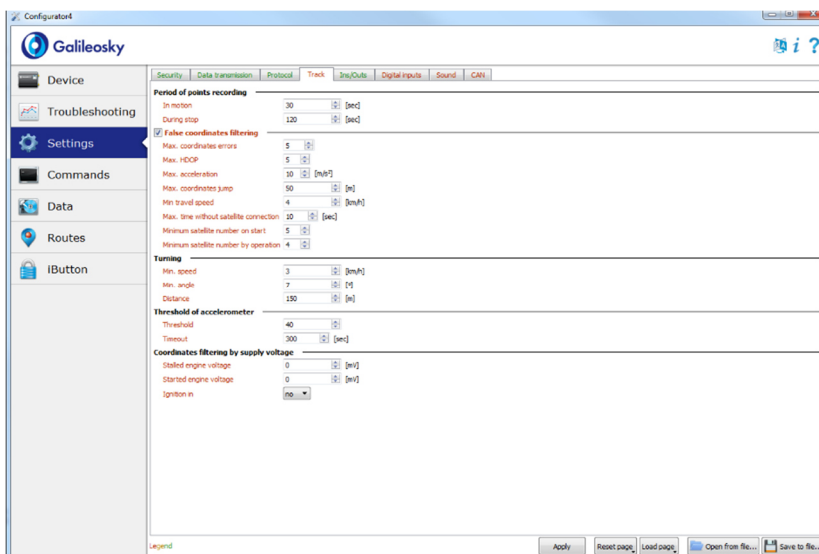 Configurator4
Galileosky
Device
Troubleshooting
Settings
Commands
Data
Routes
iButton
Security Data transmission Protocol Track Ins/Outs Digital inputs Sound CAN
Period of points recording
In motion 30 [sec]
During stop 120 [sec]
False coordinates filtering
Max. coordinates errors 5
Max. HDOP 5
Max. acceleration 10 [m/s²]
Max. coordinates jump 50 [m]
Min travel speed 4 [km/h]
Max. time without satellite connection 10 [sec]
Minimum satellite number on start 5
Minimum satellite number by operation 4
Turning
Min. speed 3 [km/h]
Min. angle 7 [°]
Distance 150 [m]
Threshold of accelerometer
Threshold 40
Timeout 300 [sec]
Coordinates filtering by supply voltage
Stalled engine voltage 0 [mV]
Started engine voltage 0 [mV]
Ignition in no
Legend Apply Reset page Load page Open from file... Save to file...